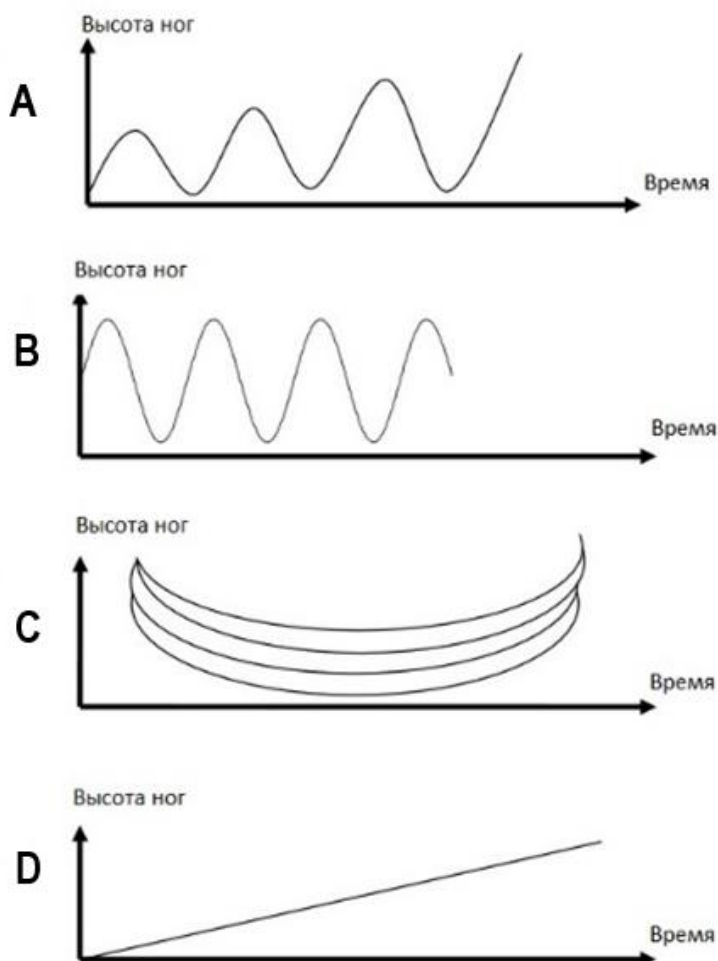 Высота ног
A
Время
Высота ног
B
Время
Высота ног
C
Время
Высота ног
D
Время